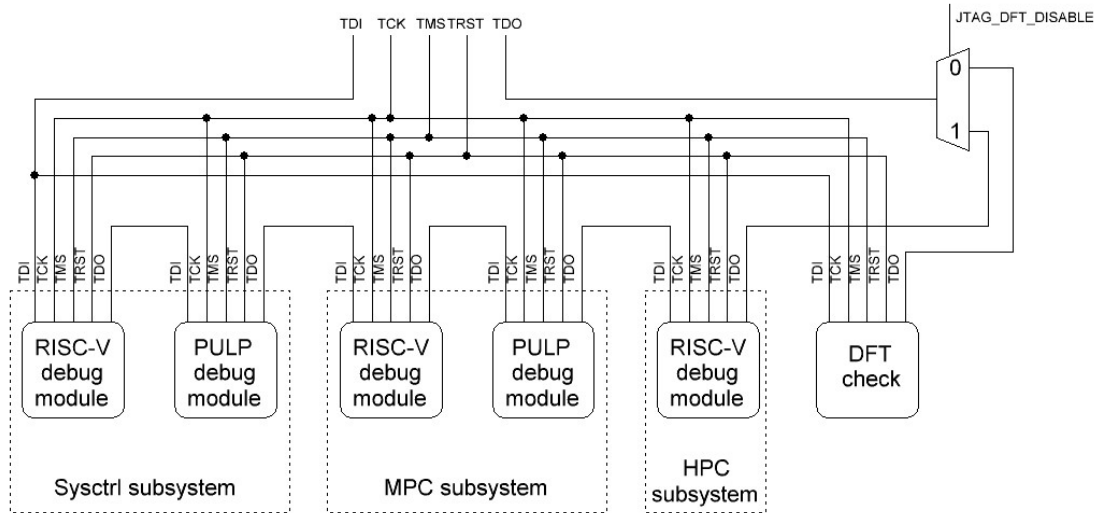 JTAG_DFT_DISABLE
TDI TCK TMS TRST TDO
0
1
TDI TCK TMS TRST TDO
TDI TCK TMS TRST TDO
TDI TCK TMS TRST TDO
TDI TCK TMS TRST TDO
TDI TCK TMS TRST TDO
TDI TCK TMS TRST TDO
RISC-V
debug
module
PULP
debug
module
RISC-V
debug
module
PULP
debug
module
RISC-V
debug
module
DFT
check
Sysctrl subsystem
MPC subsystem
HPC
subsystem